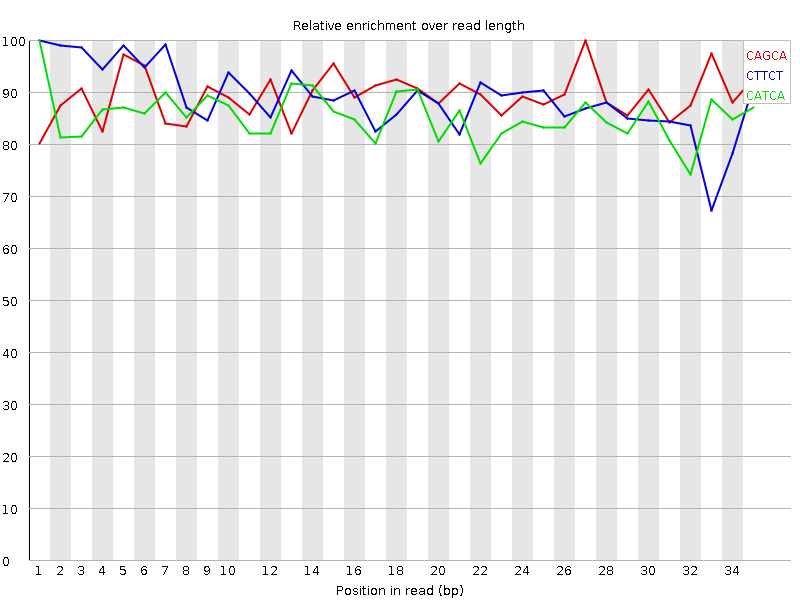 Relative enrichment over read length
100
90
80
70
60
50
40
30
20
10
0
CAGCA
CTTCT
CATCA
1 2 3 4 5 6 7 8 9 10 12 14 16 18 20 22 24 26 28 30 32 34
Position in read (bp)